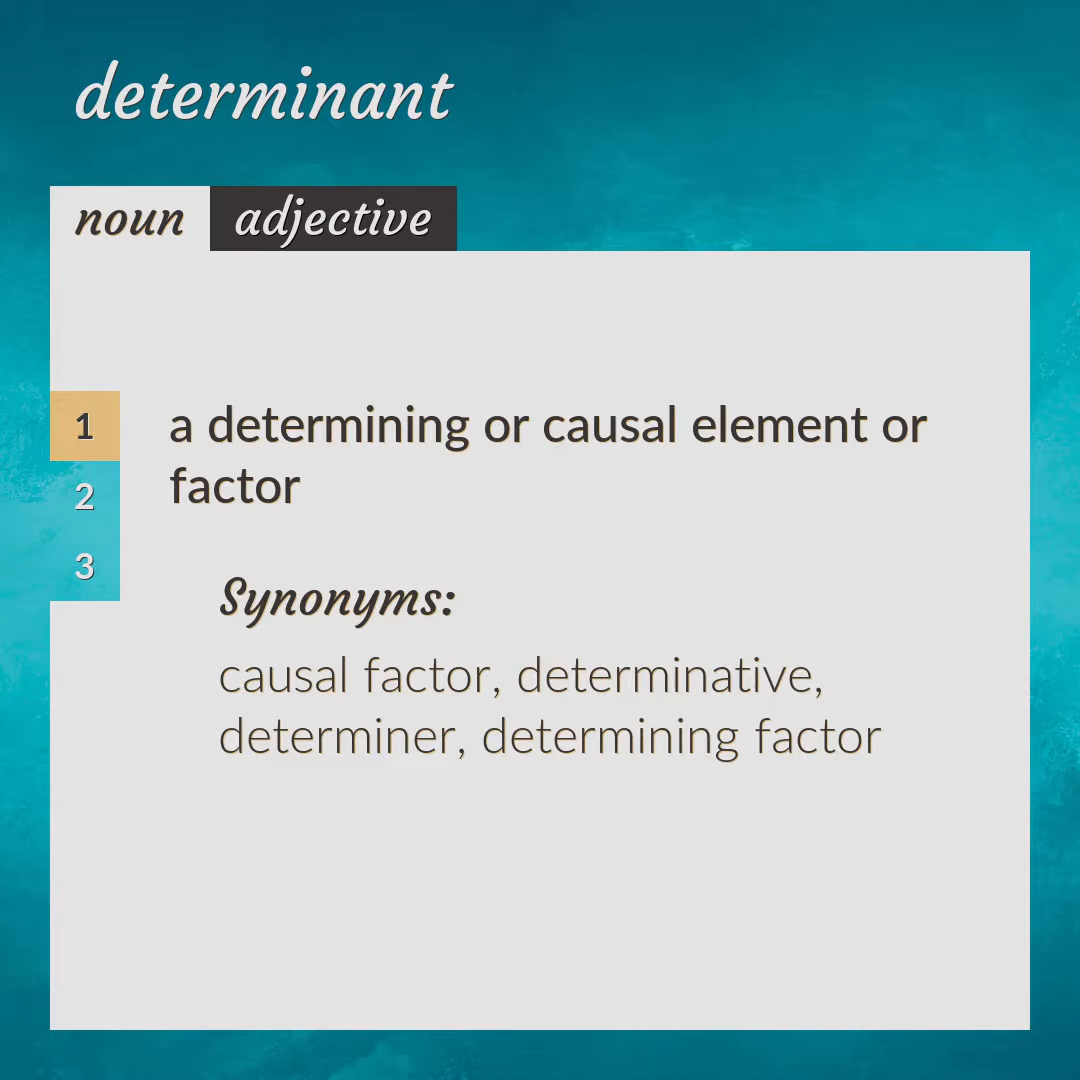 determinant
noun adjective
1 a determining or causal element or
factor
2
3
Synonyms:
causal factor, determinative,
determiner, determining factor